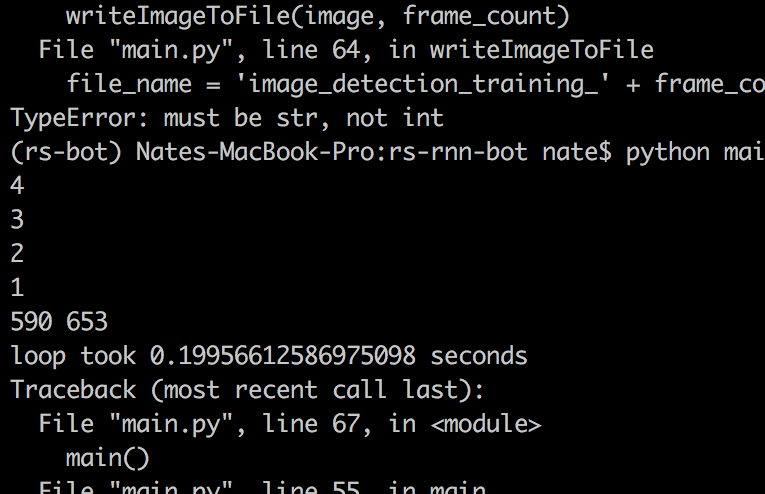 writeImageToFile(image, frame_count)
File "main.py", line 64, in writeImageToFile
file_name = 'image_detection_training_' + frame_co
TypeError: must be str, not int
(rs-bot) Nates-MacBook-Pro:rs-rnn-bot nate$ python mai
4
3
2
1
590 653
loop took 0.19956612586975098 seconds
Traceback (most recent call last):
File "main.py", line 67, in <module>
main()
File "main.py", line 55, in main